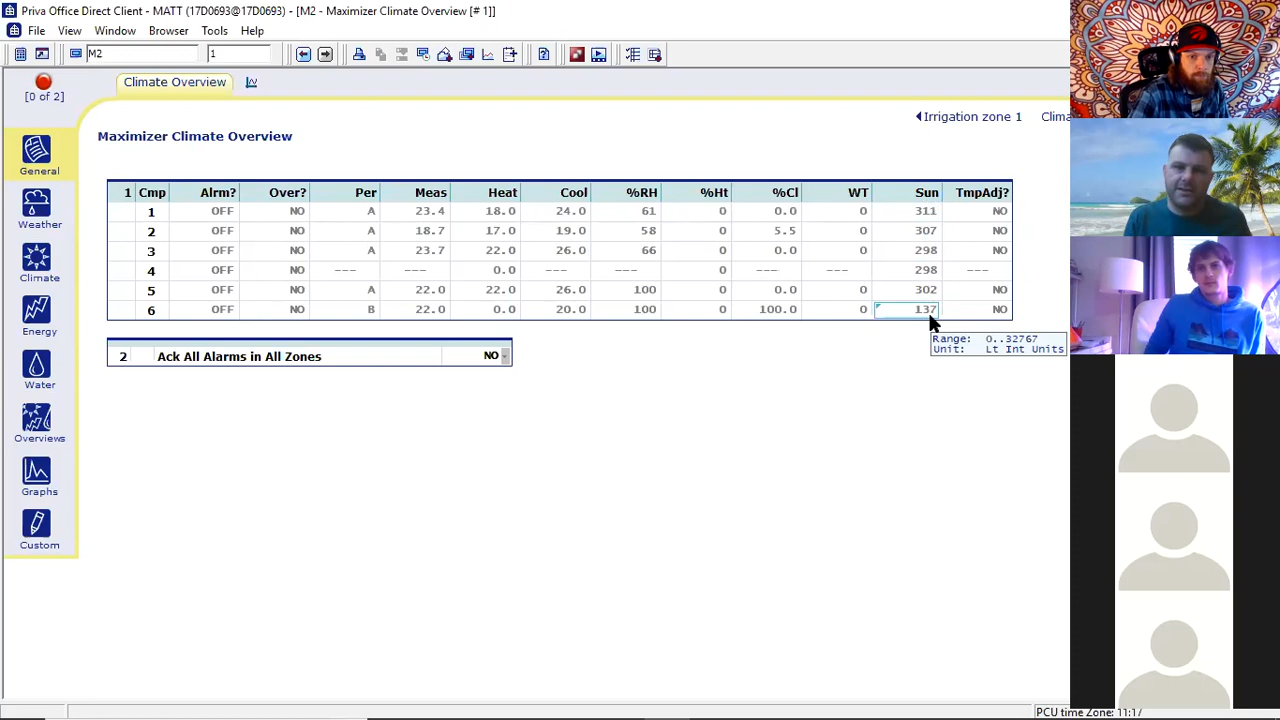 Priva Office Direct Client - MATT (17D0693@17D0693) - [M2 - Maximizer Climate Overview [# 1]]
File View Window Browser Tools Help
M2 1
[0 of 2]
Climate Overview
Irrigation zone 1 Clima
Maximizer Climate Overview
General
Weather
Climate
Energy
Water
Overviews
Graphs
Custom
1 Cmp Alrm? Over? Per Meas Heat Cool %RH %Ht %Cl WT Sun TmpAdj?
1 OFF NO A 23.4 18.0 24.0 61 0 0.0 0 311 NO
2 OFF NO A 18.7 17.0 19.0 58 0 5.5 0 307 NO
3 OFF NO A 23.7 22.0 26.0 66 0 0.0 0 298 NO
4 OFF NO --- --- 0.0 --- --- 0 --- --- 298 ---
5 OFF NO A 22.0 22.0 26.0 100 0 0.0 0 302 NO
6 OFF NO B 22.0 0.0 20.0 100 0 100.0 0 137 NO
Range: 0..32767
Unit: Lt Int Units
2 Ack All Alarms in All Zones NO
PCU time Zone: 11:17